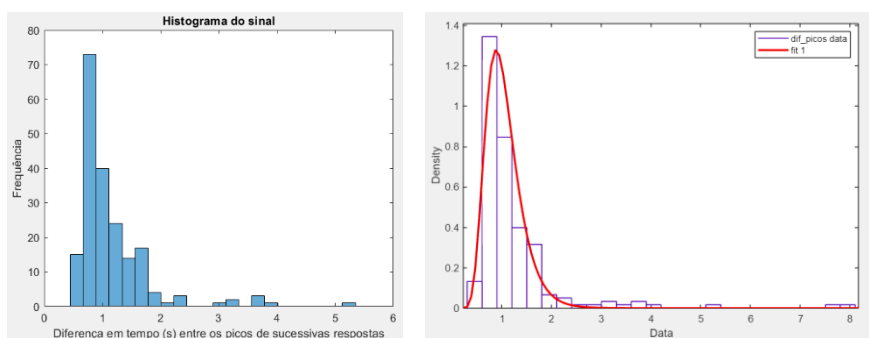 Histograma do sinal
80
70
60
50
40
30
20
10
0
Frequência
0 1 2 3 4 5 6
Diferença em tempo (s) entre os picos de sucessivas respostas
1.4
1.2
1
0.8
0.6
0.4
0.2
0
Density
dif_picos data
fit 1
1 2 3 4 5 6 7 8
Data